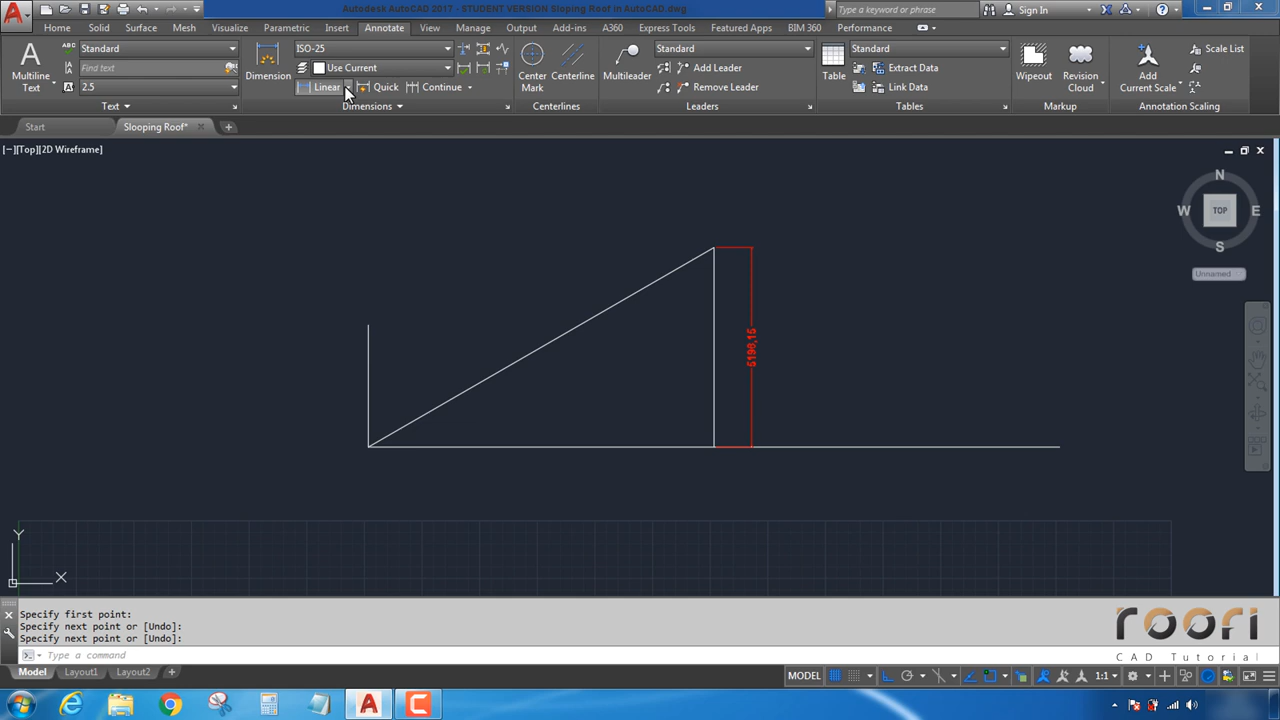 Autodesk AutoCAD 2017 - STUDENT VERSION Sloping Roof in AutoCAD.dwg
Type a keyword or phrase
Sign In
Home Solid Surface Mesh Visualize Parametric Insert Annotate View Manage Output Add-ins A360 Express Tools Featured Apps BIM 360 Performance
A
Multiline
Text
ABC
Standard
Find text
2.5
Text
Dimension
ISO-25
Use Current
Linear
Quick
Continue
Dimensions
Center
Mark
Centerline
Centerlines
Multileader
Standard
Add Leader
Remove Leader
Leaders
Table
Standard
Extract Data
Link Data
Tables
Wipeout
Revision
Cloud
Markup
Add
Current Scale
Scale List
Annotation Scaling
Start
Slooping Roof*
[−][Top][2D Wireframe]
N
W
TOP
E
S
Unnamed
5196,15
Y
X
Specify first point:
Specify next point or [Undo]:
Specify next point or [Undo]:
Type a command
roofi
CAD Tutorial
Model
Layout1
Layout2
MODEL
1:1